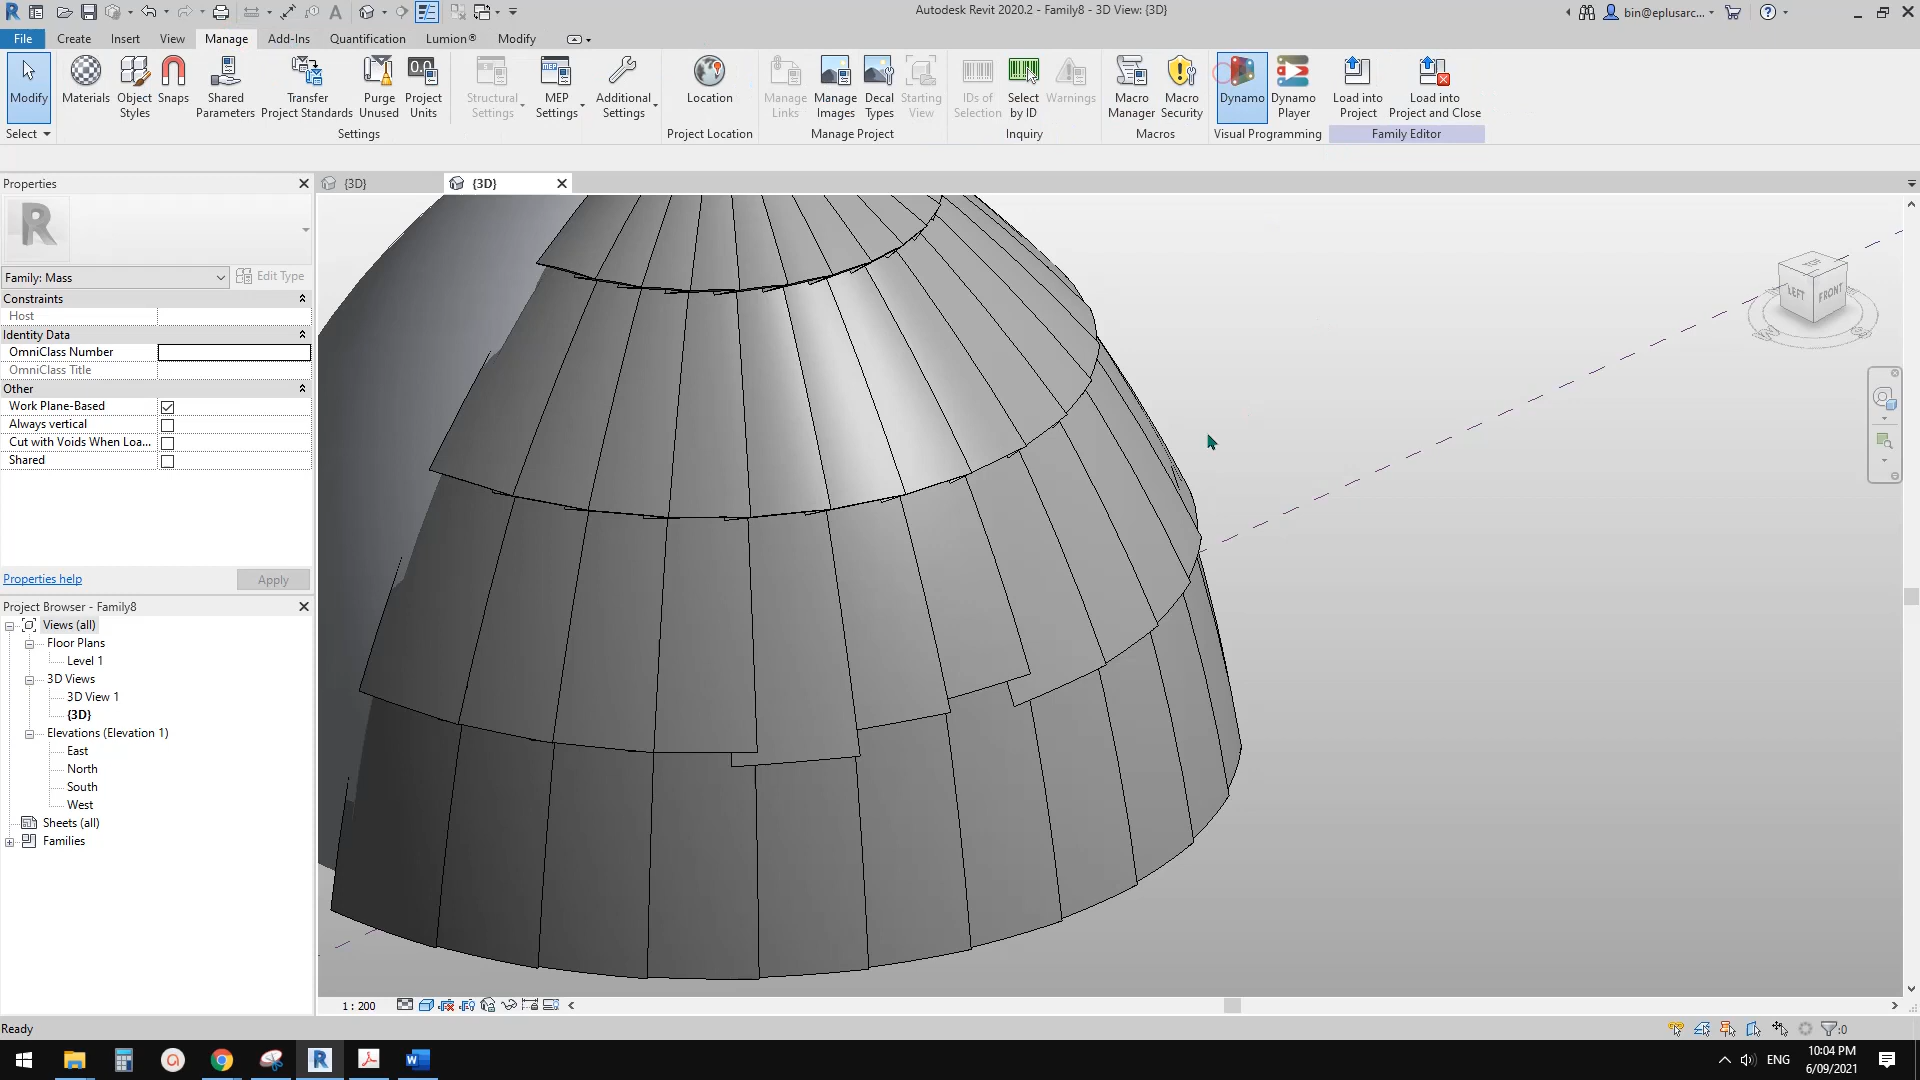 Autodesk Revit 2020.2 - Family8 - 3D View: {3D}
bin@eplusarc...
File
Create
Insert
View
Manage
Add-Ins
Quantification
Lumion®
Modify
Modify
Materials
Object Styles
Snaps
Shared Parameters
Transfer Project Standards
Purge Unused
Project Units
Structural Settings
MEP Settings
Additional Settings
Location
Manage Links
Manage Images
Decal Types
Starting View
IDs of Selection
Select by ID
Warnings
Macro Manager
Macro Security
Dynamo
Dynamo Player
Load into Project
Load into Project and Close
Select
Settings
Project Location
Manage Project
Inquiry
Macros
Visual Programming
Family Editor
Properties
{3D}
{3D}
Family: Mass
Edit Type
Constraints
Host
Identity Data
OmniClass Number
OmniClass Title
Other
Work Plane-Based
Always vertical
Cut with Voids When Loa...
Shared
Properties help
Apply
LEFT
FRONT
Project Browser - Family8
Views (all)
Floor Plans
Level 1
3D Views
3D View 1
{3D}
Elevations (Elevation 1)
East
North
South
West
Sheets (all)
Families
1 : 200
Ready
:0
ENG
10:04 PM
6/09/2021